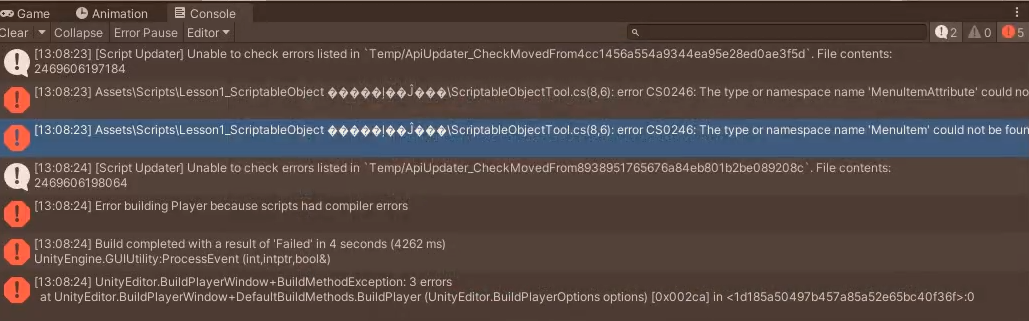 Game Animation Console
Clear Collapse Error Pause Editor 2 0 5
[13:08:23] [Script Updater] Unable to check errors listed in `Temp/ApiUpdater_CheckMovedFrom4cc1456a554a9344ea95e28ed0ae3f5d`. File contents:
2469606197184
[13:08:23] Assets\Scripts\Lesson1_ScriptableObject �����ļ��Ĵ���\ScriptableObjectTool.cs(8,6): error CS0246: The type or namespace name 'MenuItemAttribute' could no
[13:08:23] Assets\Scripts\Lesson1_ScriptableObject �����ļ��Ĵ���\ScriptableObjectTool.cs(8,6): error CS0246: The type or namespace name 'MenuItem' could not be foun
[13:08:24] [Script Updater] Unable to check errors listed in `Temp/ApiUpdater_CheckMovedFrom8938951765676a84eb801b2be089208c`. File contents:
2469606198064
[13:08:24] Error building Player because scripts had compiler errors
[13:08:24] Build completed with a result of 'Failed' in 4 seconds (4262 ms)
UnityEngine.GUIUtility:ProcessEvent (int,intptr,bool&)
[13:08:24] UnityEditor.BuildPlayerWindow+BuildMethodException: 3 errors
at UnityEditor.BuildPlayerWindow+DefaultBuildMethods.BuildPlayer (UnityEditor.BuildPlayerOptions options) [0x002ca] in <1d185a50497b457a85a52e65bc40f36f>:0